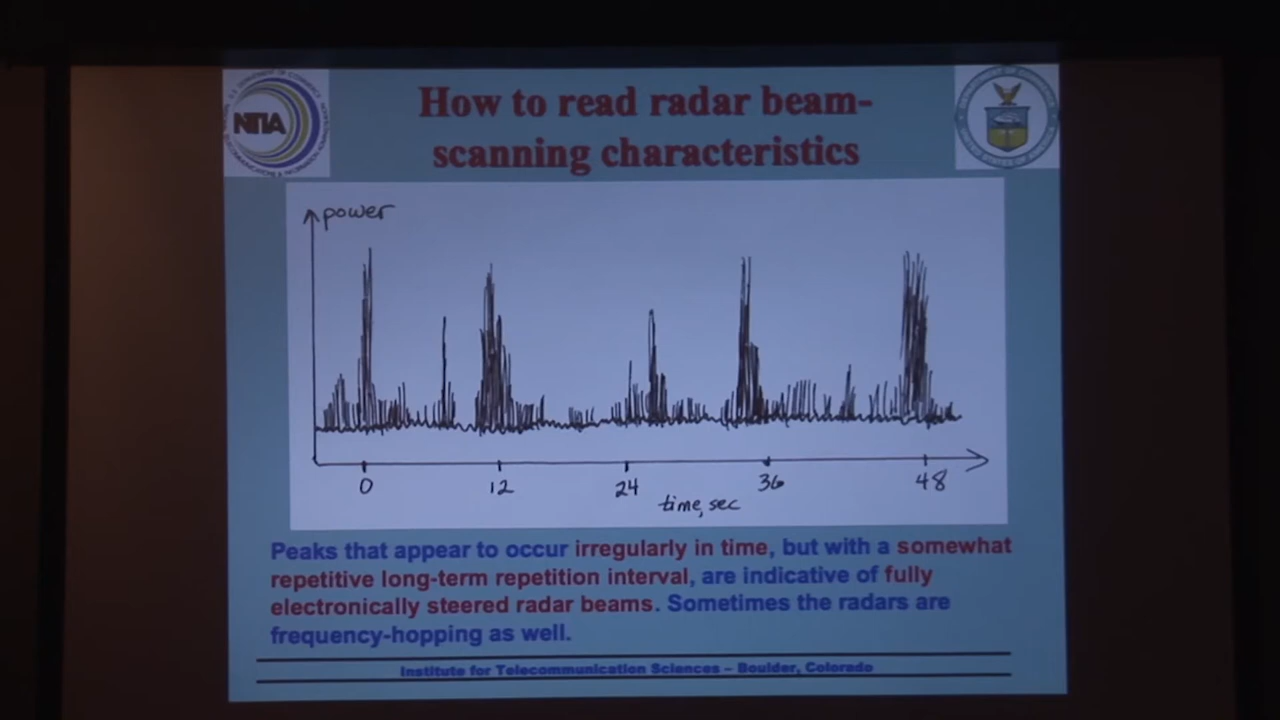 How to read radar beam-
scanning characteristics
NTIA
power
0 12 24 36 48
time, sec
Peaks that appear to occur irregularly in time, but with a somewhat
repetitive long-term repetition interval, are indicative of fully
electronically steered radar beams. Sometimes the radars are
frequency-hopping as well.
Institute for Telecommunication Sciences – Boulder, Colorado